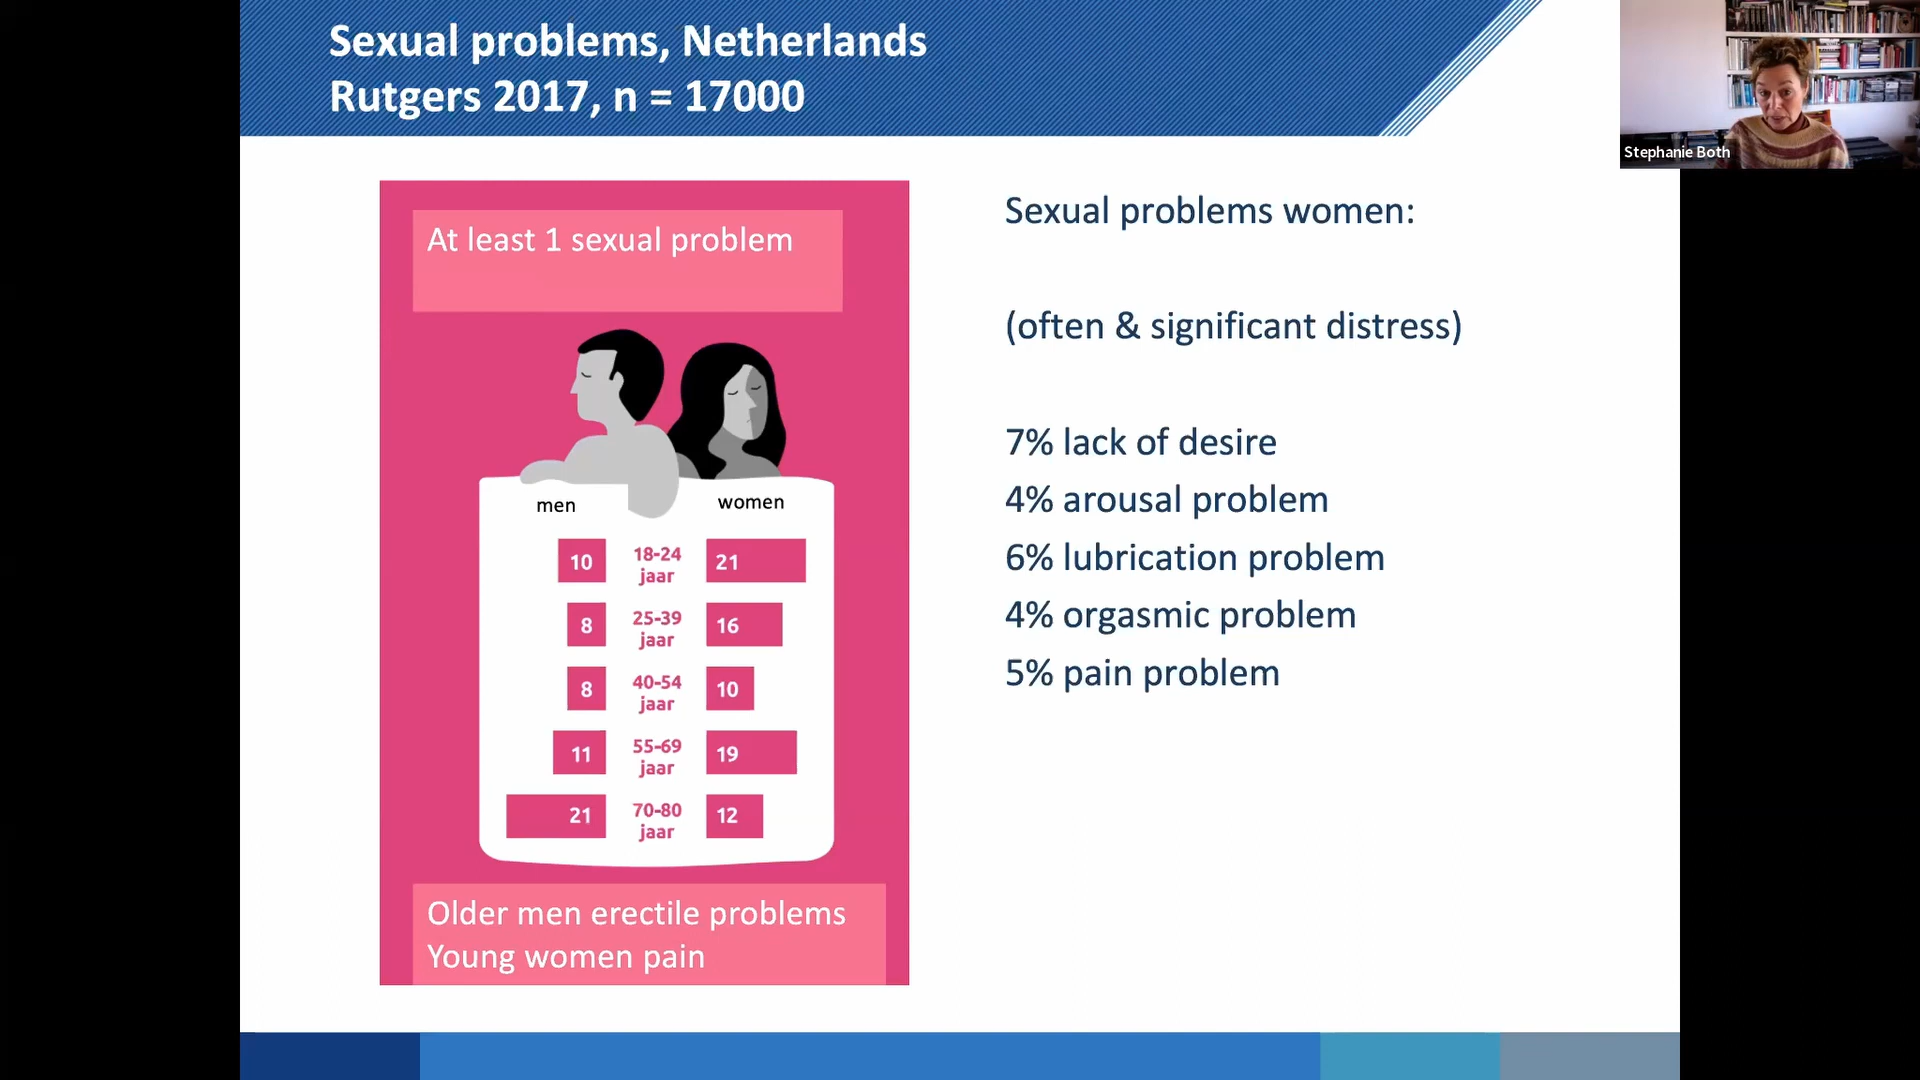 Sexual problems, Netherlands
Rutgers 2017, n = 17000
Stephanie Both
At least 1 sexual problem
men women
10 18-24 jaar 21
8 25-39 jaar 16
8 40-54 jaar 10
11 55-69 jaar 19
21 70-80 jaar 12
Older men erectile problems
Young women pain
Sexual problems women:
(often & significant distress)
7% lack of desire
4% arousal problem
6% lubrication problem
4% orgasmic problem
5% pain problem